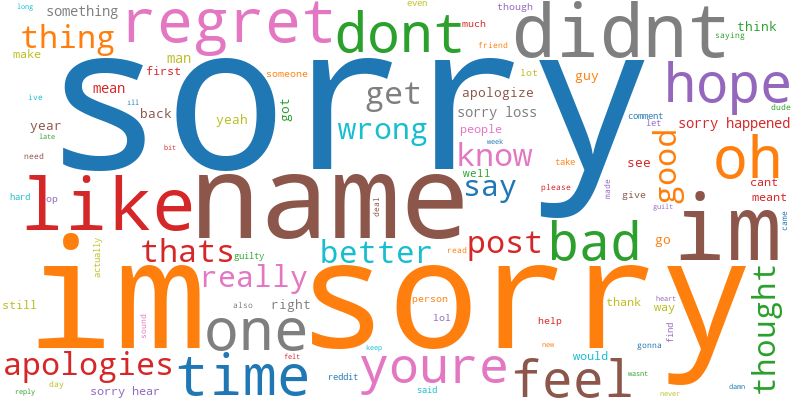 long
something
regret
even
though
much
didnt
thing
dont
saying
think
friend
make
man
sorry
first
someone
lot
guy
hope
mean
get
apologize
dude
ive
ill
back
got
sorry loss
comment
year
yeah
wrong
people
let
sorry happened
late
week
good
oh
need
bit
know
take
see
well
cant
like
name
say
please
made
give
meant
hard
op
deal
guilt
im
came
actually
thats
guilty
better
read
post
bad
go
im sorry
really
person
thank
heart
way
still
also
right
one
lol
help
find
thought
sound
gonna
apologies
felt
keep
new
would
time
youre
feel
reddit
wasnt
day
reply
sorry hear
said
never
damn